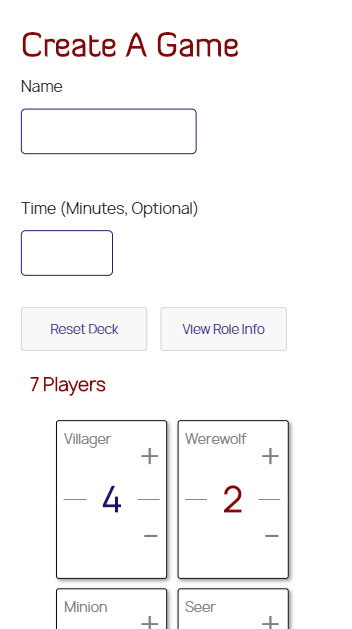 Create A Game
Name
Time (Minutes, Optional)
Reset Deck View Role Info
7 Players
Villager Werewolf
+ +
4 2
− −
Minion Seer
+ +